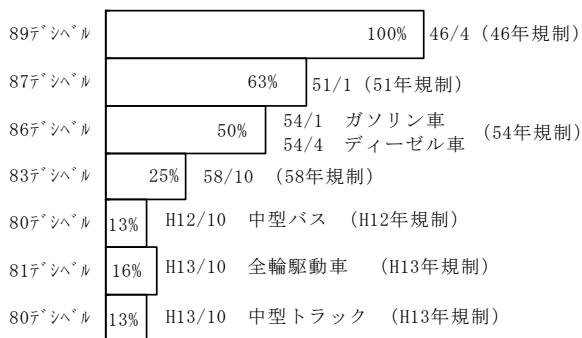 89デシベル 100% 46/4 (46年規制)
87デシベル 63% 51/1 (51年規制)
86デシベル 50% 54/1 ガソリン車
54/4 ディーゼル車 (54年規制)
83デシベル 25% 58/10 (58年規制)
80デシベル 13% H12/10 中型バス (H12年規制)
81デシベル 16% H13/10 全輪駆動車 (H13年規制)
80デシベル 13% H13/10 中型トラック (H13年規制)